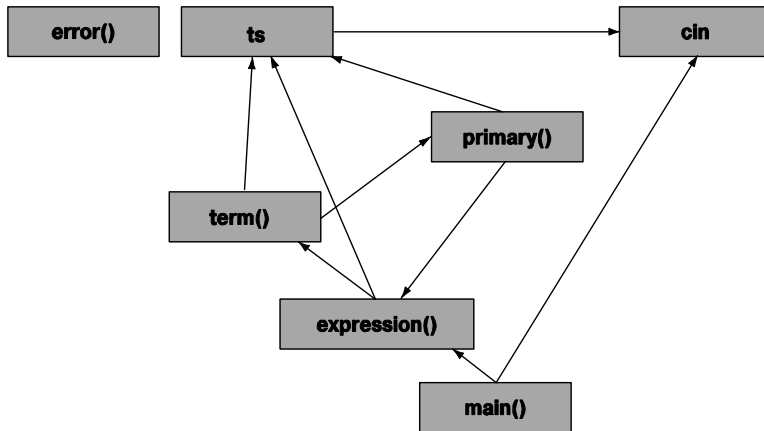 error()
ts
cin
primary()
term()
expression()
main()